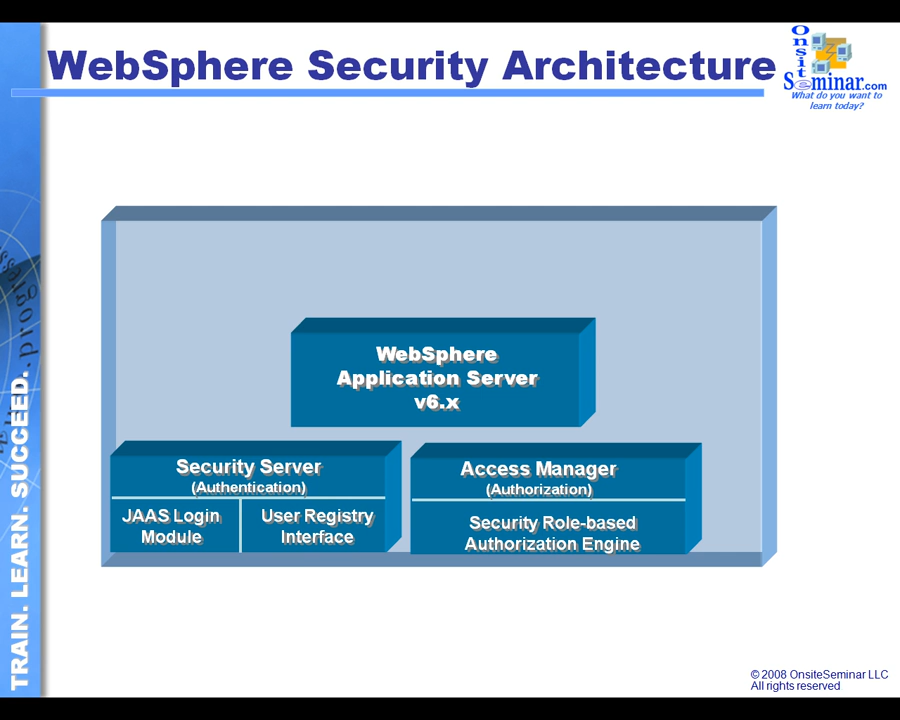 WebSphere Security Architecture
Onsite
Seminar.com
What do you want to
learn today?
WebSphere
Application Server
v6.x
Security Server
(Authentication)
JAAS Login
Module
User Registry
Interface
Access Manager
(Authorization)
Security Role-based
Authorization Engine
TRAIN. LEARN. SUCCEED.
© 2008 OnsiteSeminar LLC
All rights reserved